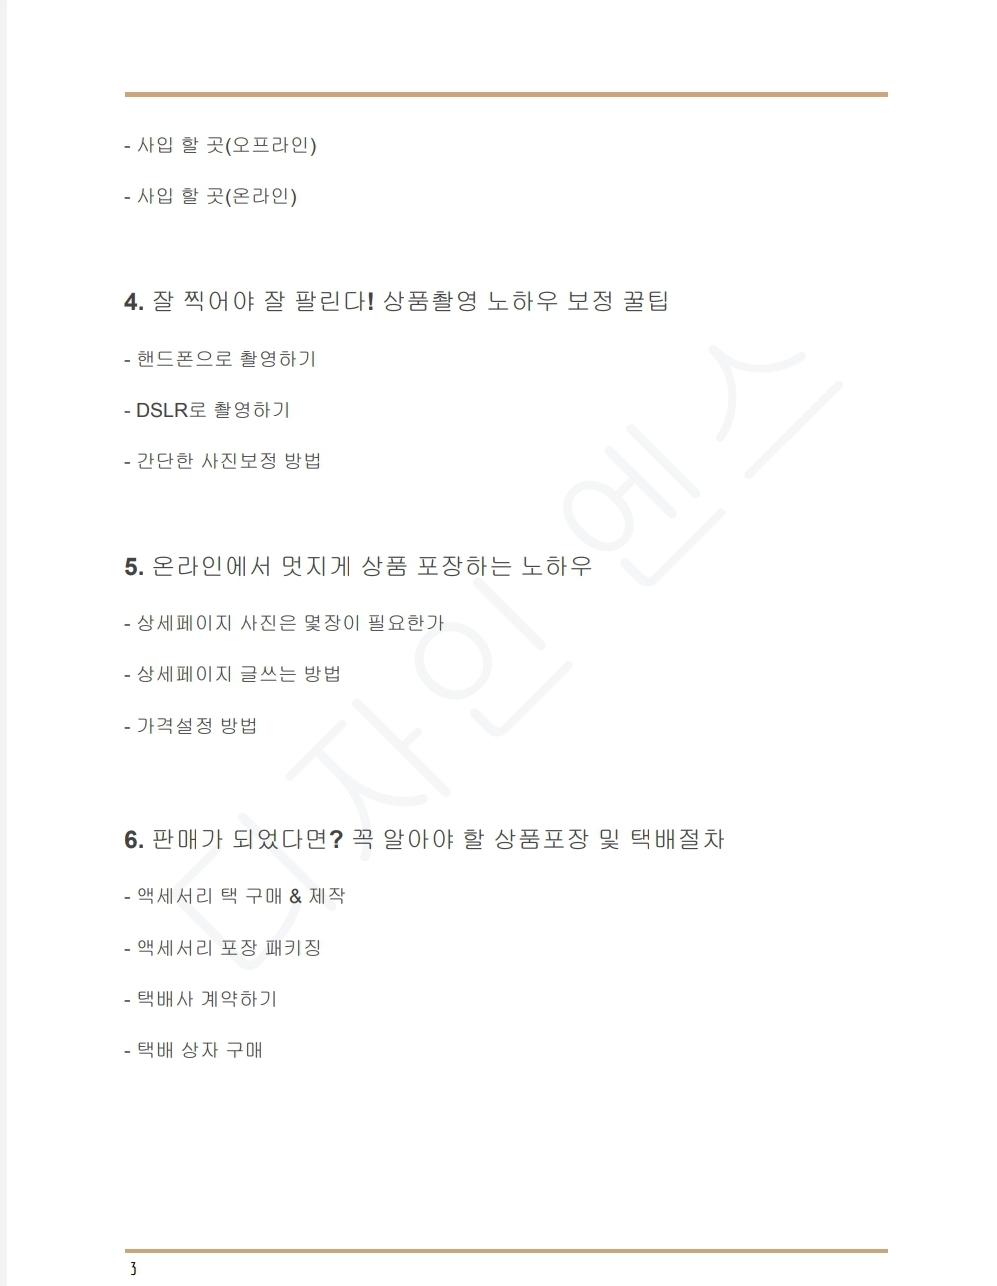 - 사입 할 곳(오프라인)
- 사입 할 곳(온라인)
4. 잘 찍어야 잘 팔린다! 상품촬영 노하우 보정 꿀팁
- 핸드폰으로 촬영하기
- DSLR로 촬영하기
- 간단한 사진보정 방법
5. 온라인에서 멋지게 상품 포장하는 노하우
- 상세페이지 사진은 몇장이 필요한가
- 상세페이지 글쓰는 방법
- 가격설정 방법
6. 판매가 되었다면? 꼭 알아야 할 상품포장 및 택배절차
- 액세서리 택 구매 & 제작
- 액세서리 포장 패키징
- 택배사 계약하기
- 택배 상자 구매
3
디자인 엔스